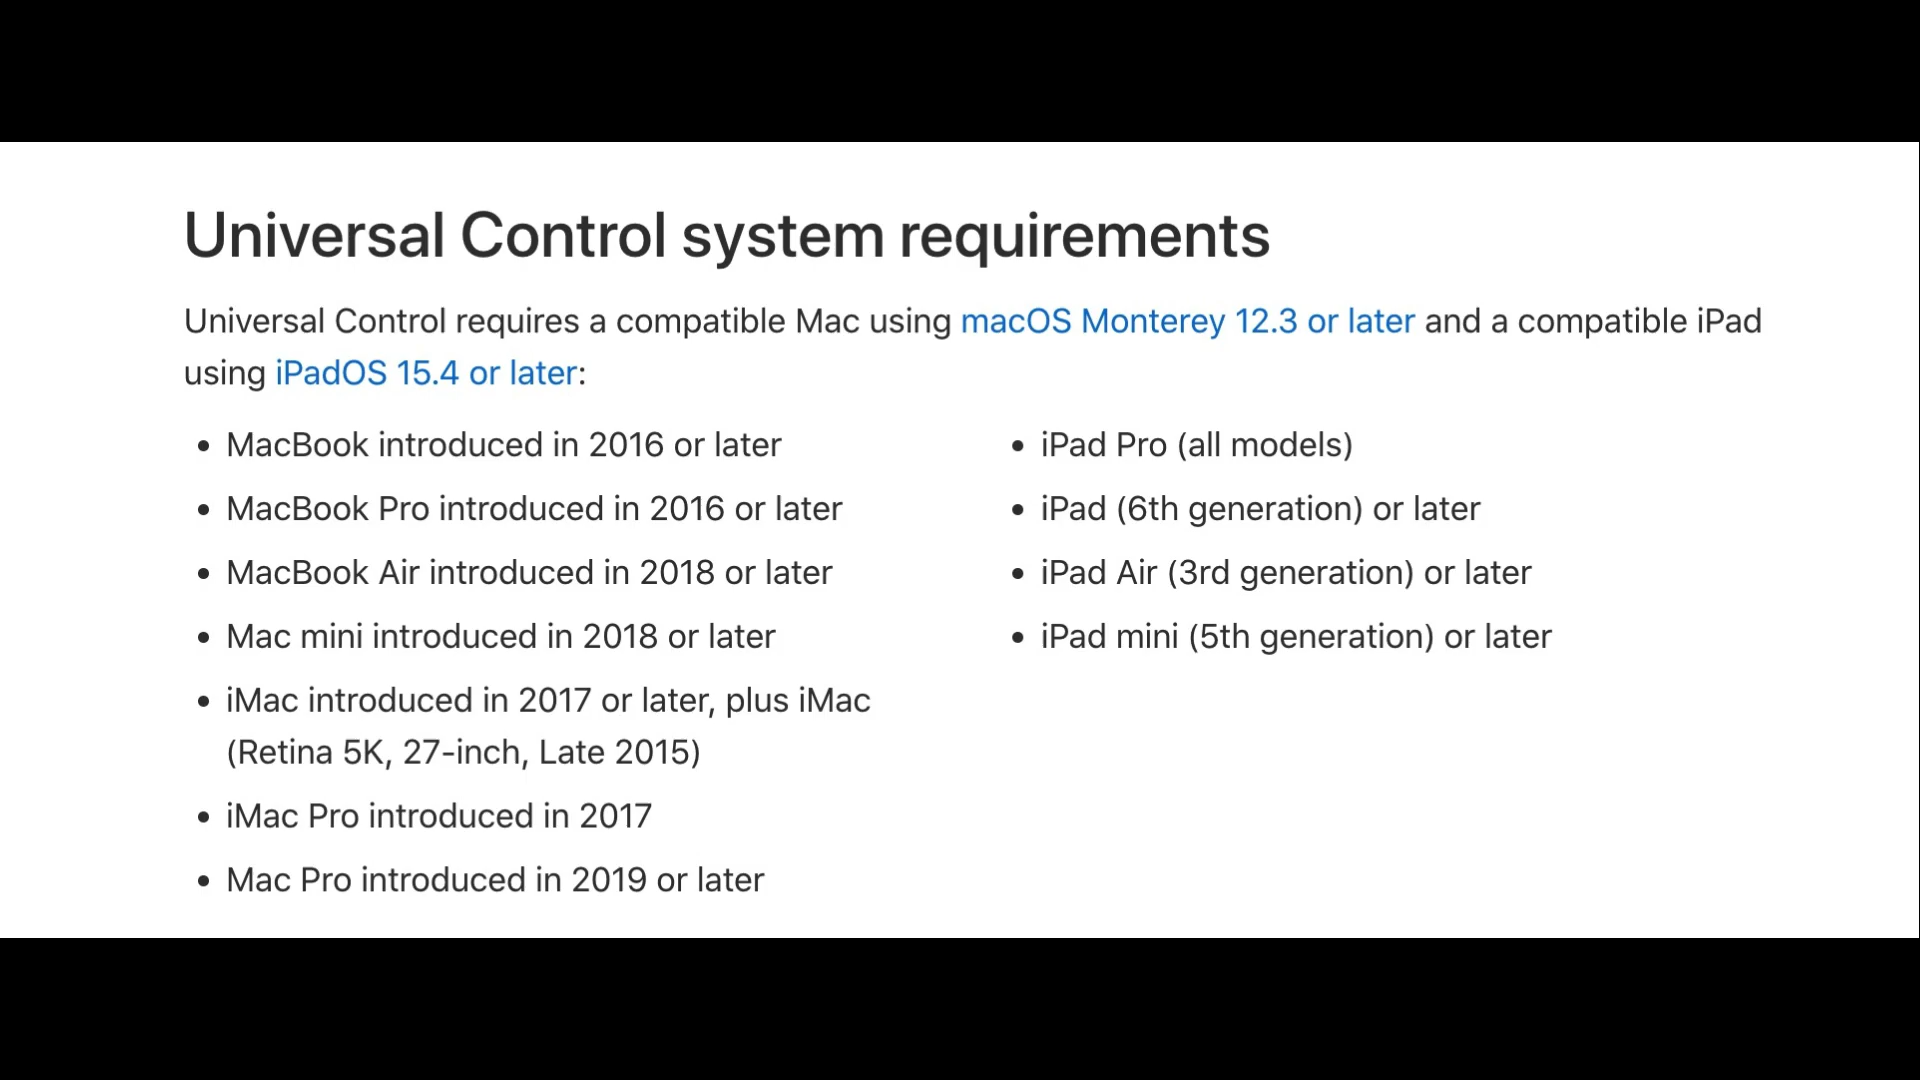 Universal Control system requirements
Universal Control requires a compatible Mac using macOS Monterey 12.3 or later and a compatible iPad
using iPadOS 15.4 or later:
• MacBook introduced in 2016 or later
• MacBook Pro introduced in 2016 or later
• MacBook Air introduced in 2018 or later
• Mac mini introduced in 2018 or later
• iMac introduced in 2017 or later, plus iMac
(Retina 5K, 27-inch, Late 2015)
• iMac Pro introduced in 2017
• Mac Pro introduced in 2019 or later
• iPad Pro (all models)
• iPad (6th generation) or later
• iPad Air (3rd generation) or later
• iPad mini (5th generation) or later